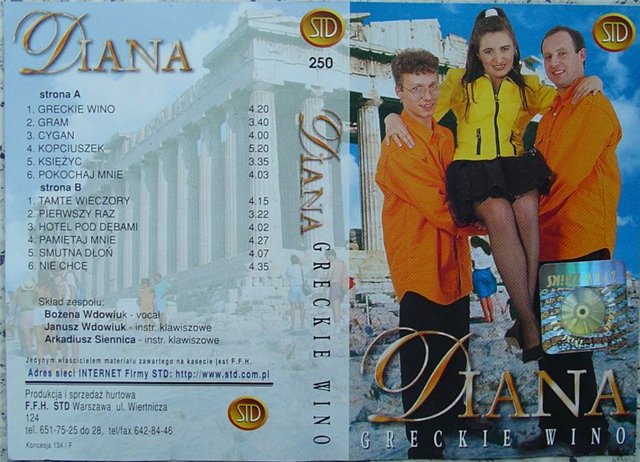 DIANA
strona A
1. GRECKIE WINO 4.20
2. GRAM 3.40
3. CYGAN 4.00
4. KOPCIUSZEK 5.20
5. KSIĘŻYC 3.35
6. POKOCHAJ MNIE 4.03
strona B
1. TAMTE WIECZORY 4.15
2. PIERWSZY RAZ 3.22
3. HOTEL POD DĘBAMI 4.02
4. PAMIĘTAJ MNIE 4.27
5. SMUTNA DŁOŃ 4.07
6. NIE CHCĘ 4.35
Skład zespołu:
Bożena Wdowiuk - vocal
Janusz Wdowiuk - instr. klawiszowe
Arkadiusz Siennica - instr. klawiszowe
Jedynym właścicielem materiału zawartego na kasecie jest F.F.H.
Adres sieci INTERNET Firmy STD: http://www.std.com.pl
Produkcja i sprzedaż hurtowa
F.F.H. STD Warszawa ul. Wiertnicza
124
tel. 651-75-25 do 28, tel/fax 642-84-46
Koncesja 134 / F
STD
STD
250
DIANA GRECKIE WINO
STD
DIANA
GRECKIE WINO